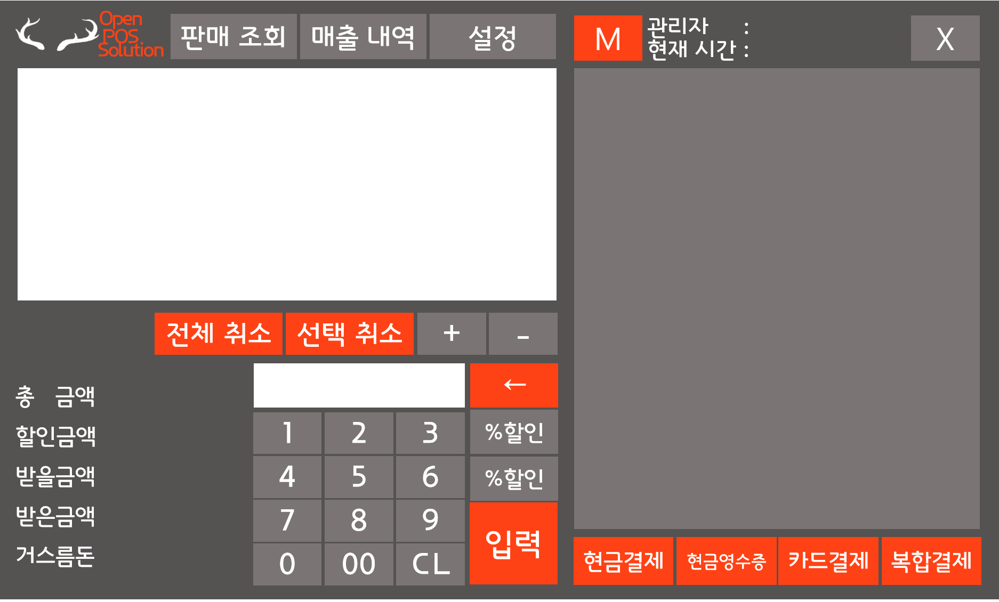 Open
POS
Solution
판매 조회
매출 내역
설정
M
관리자 :
현재 시간 :
X
전체 취소
선택 취소
+
-
총 금액
할인금액
받을금액
받은금액
거스름돈
←
1
2
3
%할인
4
5
6
%할인
7
8
9
입력
0
00
CL
현금결제
현금영수증
카드결제
복합결제